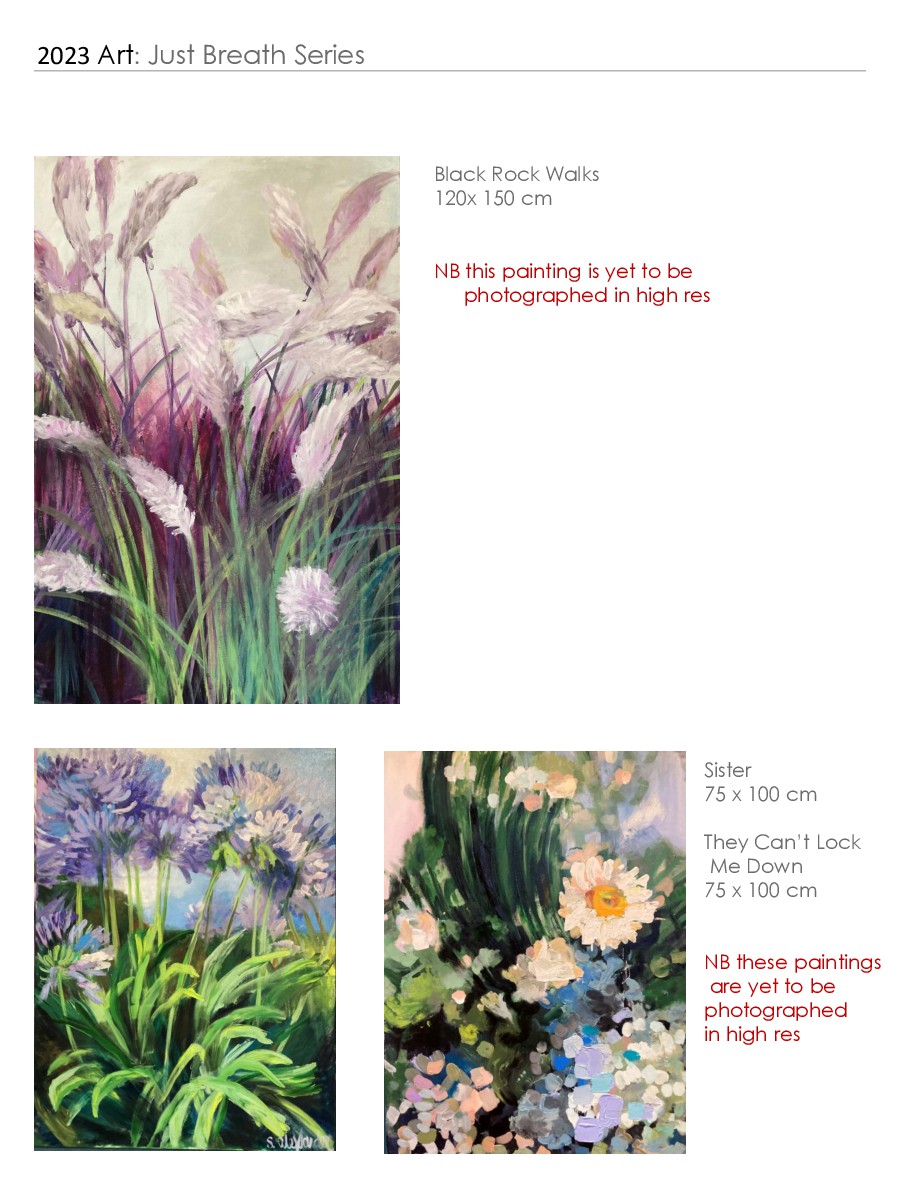 2023 Art: Just Breath Series
Black Rock Walks
120x 150 cm
NB this painting is yet to be
photographed in high res
Sister
75 x 100 cm
They Can't Lock
Me Down
75 x 100 cm
NB these paintings
are yet to be
photographed
in high res